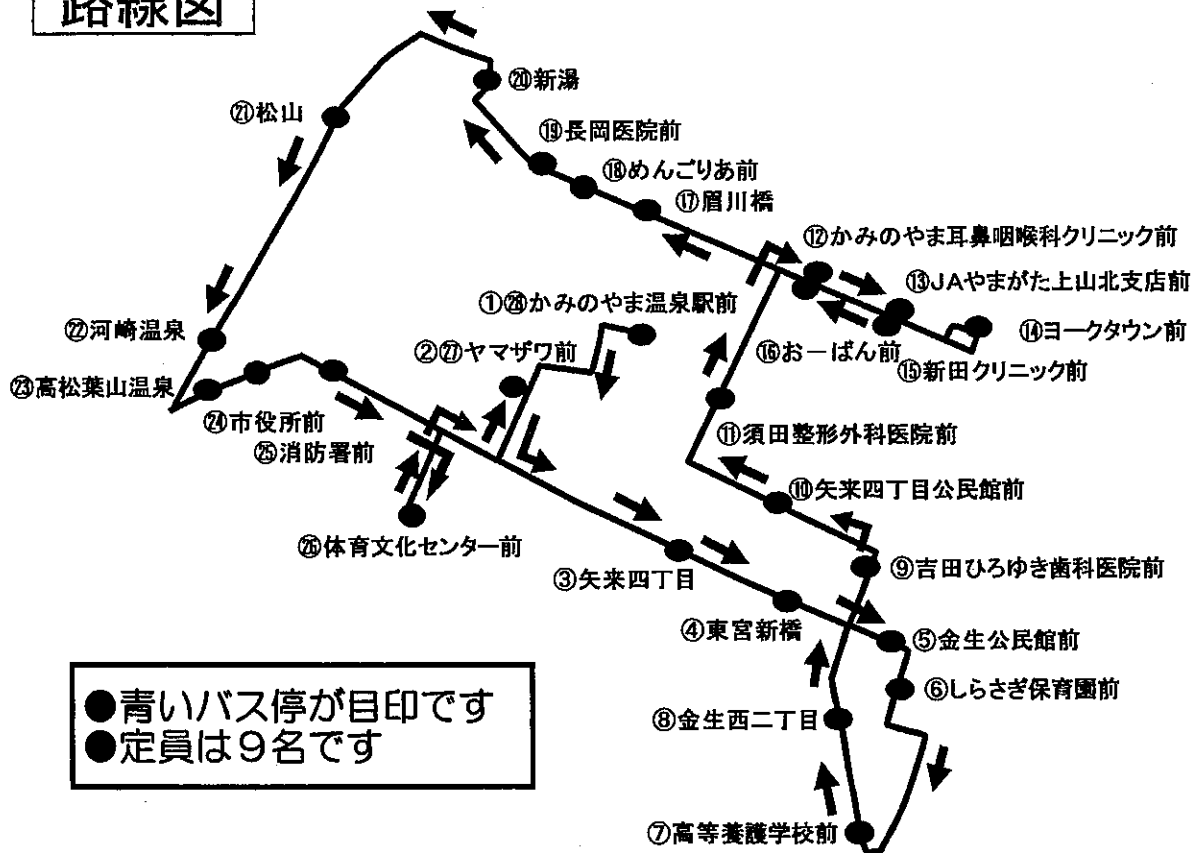 路線図
⑳新湯
㉑松山
⑲長岡医院前
⑱めんごりあ前
⑰眉川橋
⑫かみのやま耳鼻咽喉科クリニック前
⑬JAやまがた上山北支店前
①㉘かみのやま温泉駅前
⑭ヨークタウン前
㉒河崎温泉
②㉗ヤマザワ前
⑯おーばん前
⑮新田クリニック前
㉓高松葉山温泉
㉔市役所前
⑪須田整形外科医院前
㉕消防署前
⑩矢来四丁目公民館前
㉖体育文化センター前
⑨吉田ひろゆき歯科医院前
③矢来四丁目
④東宮新橋
⑤金生公民館前
⑥しらさぎ保育園前
⑧金生西二丁目
●青いバス停が目印です
●定員は9名です
⑦高等養護学校前